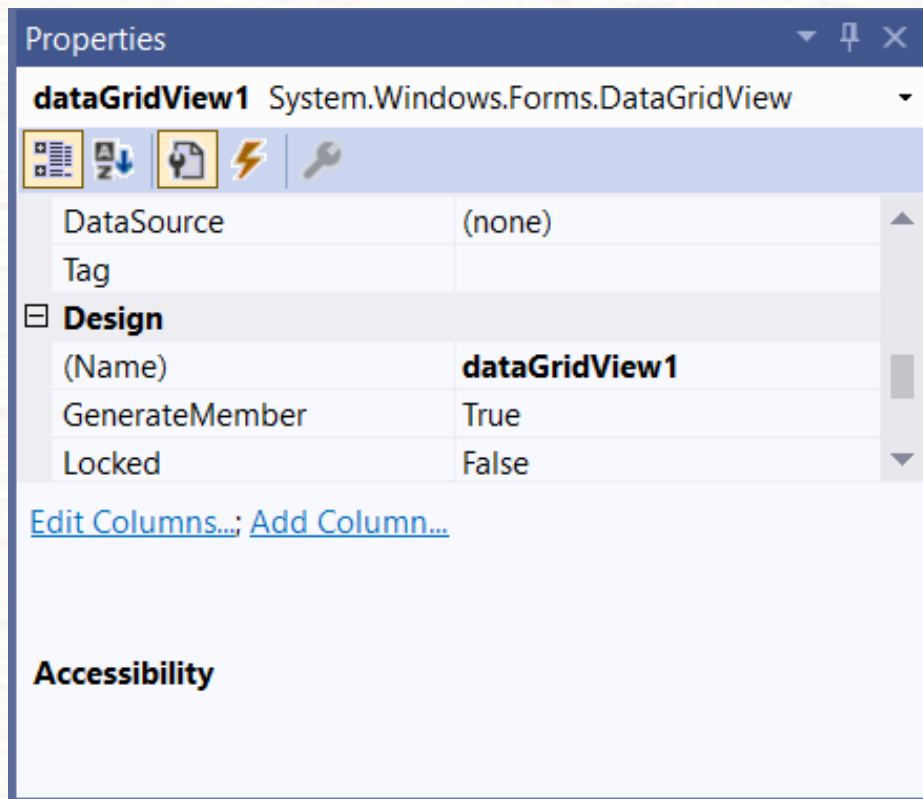 Properties
dataGridView1 System.Windows.Forms.DataGridView
DataSource (none)
Tag
Design
(Name) dataGridView1
GenerateMember True
Locked False
Edit Columns...; Add Column...
Accessibility